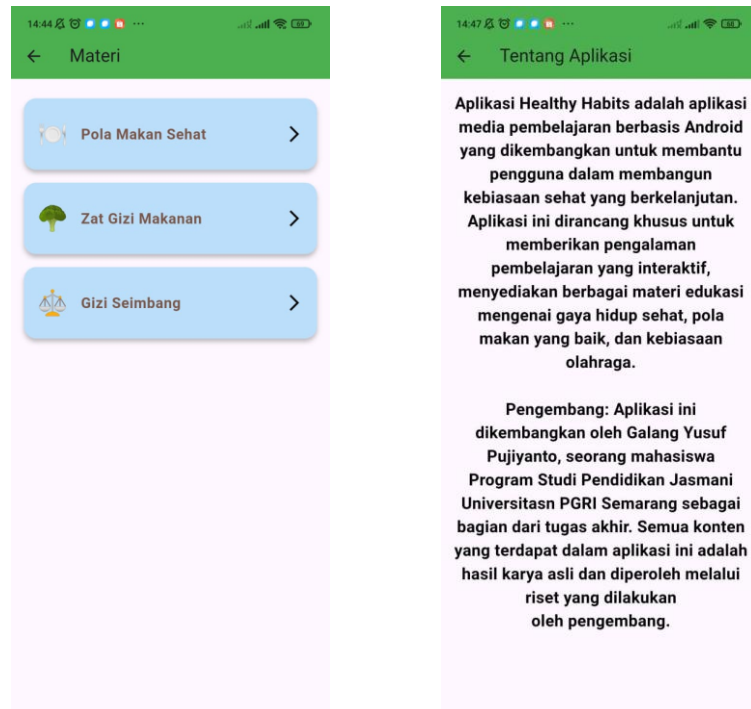 14:44
68
Materi
Pola Makan Sehat
Zat Gizi Makanan
Gizi Seimbang
14:47
68
Tentang Aplikasi
Aplikasi Healthy Habits adalah aplikasi
media pembelajaran berbasis Android
yang dikembangkan untuk membantu
pengguna dalam membangun
kebiasaan sehat yang berkelanjutan.
Aplikasi ini dirancang khusus untuk
memberikan pengalaman
pembelajaran yang interaktif,
menyediakan berbagai materi edukasi
mengenai gaya hidup sehat, pola
makan yang baik, dan kebiasaan
olahraga.
Pengembang: Aplikasi ini
dikembangkan oleh Galang Yusuf
Pujiyanto, seorang mahasiswa
Program Studi Pendidikan Jasmani
Universitasn PGRI Semarang sebagai
bagian dari tugas akhir. Semua konten
yang terdapat dalam aplikasi ini adalah
hasil karya asli dan diperoleh melalui
riset yang dilakukan
oleh pengembang.